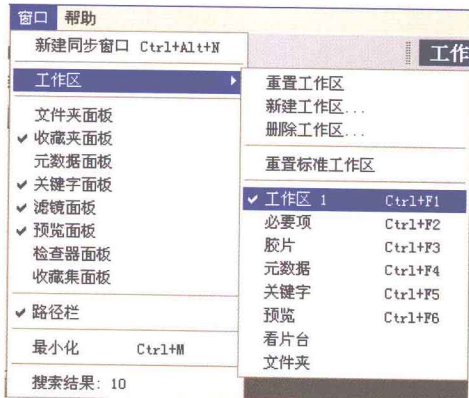 窗口 帮助
新建同步窗口 Ctrl+Alt+N
工作
工作区
文件夹面板
收藏夹面板
元数据面板
关键字面板
滤镜面板
预览面板
检查器面板
收藏集面板
路径栏
最小化 Ctrl+M
搜索结果: 10
重置工作区
新建工作区...
删除工作区...
重置标准工作区
工作区 1 Ctrl+F1
必要项 Ctrl+F2
胶片 Ctrl+F3
元数据 Ctrl+F4
关键字 Ctrl+F5
预览 Ctrl+F6
看片台
文件夹